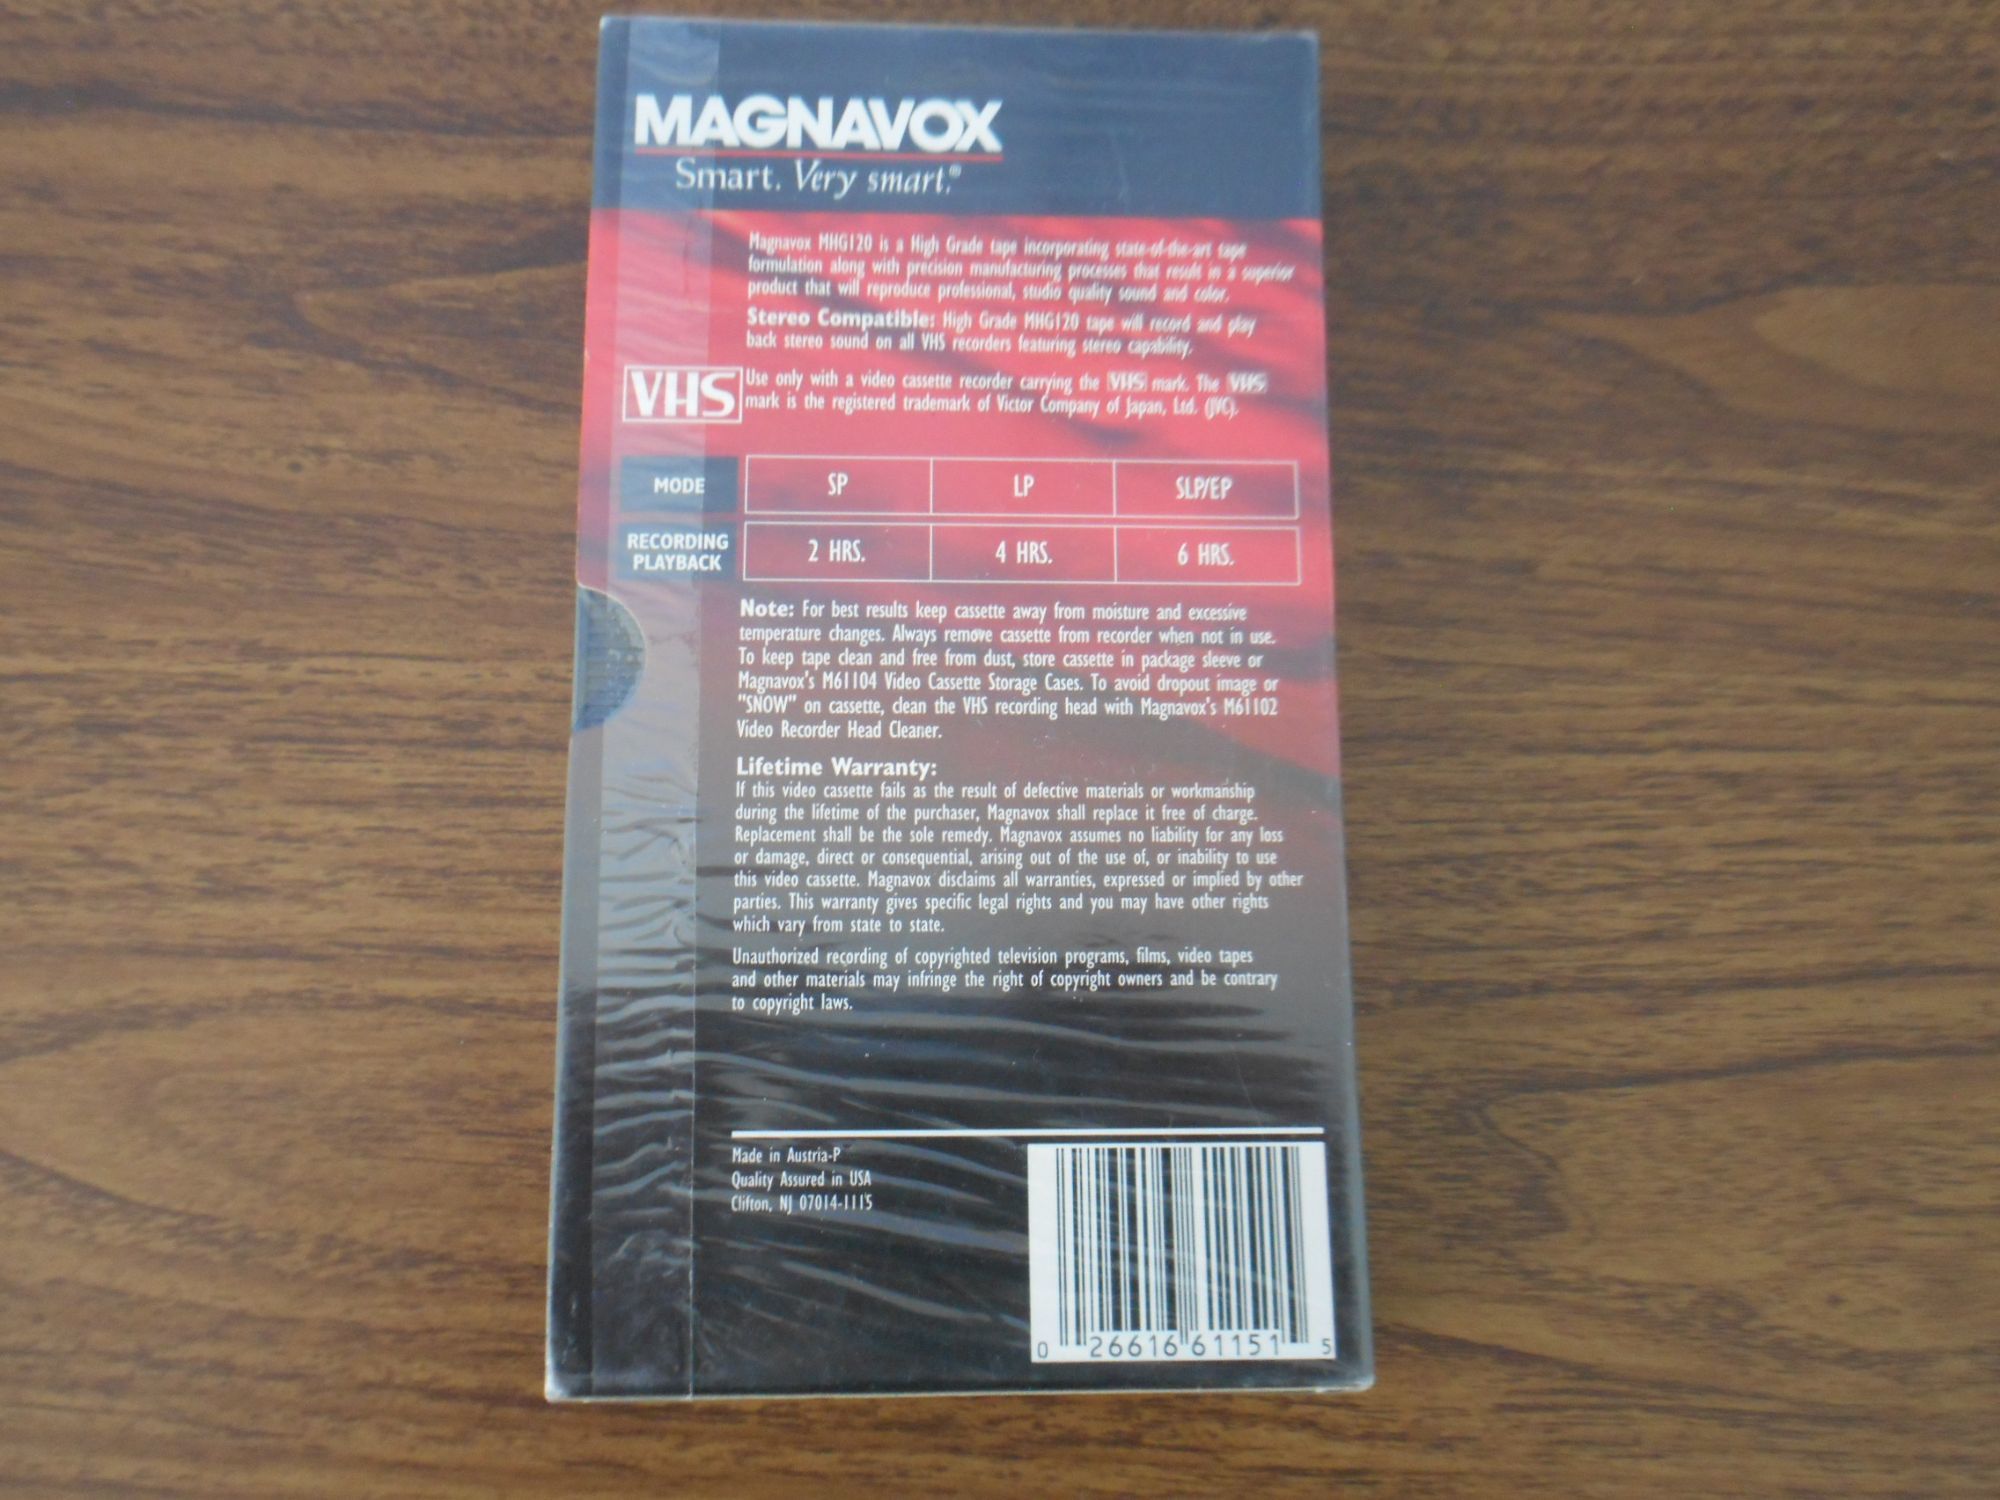 MAGNAVOX
Smart. Very smart.®
Magnavox MHG120 is a High Grade tape incorporating state-of-the-art tape
formulation along with precision manufacturing processes that result in a superior
product that will reproduce professional, studio quality sound and color.
Stereo Compatible: High Grade MHG120 tape will record and play
back stereo sound on all VHS recorders featuring stereo capability.
VHS
Use only with a video cassette recorder carrying the VHS mark. The VHS
mark is the registered trademark of Victor Company of Japan, Ltd. (JVC).
MODE SP LP SLP/EP
RECORDING
PLAYBACK
2 HRS. 4 HRS. 6 HRS.
Note: For best results keep cassette away from moisture and excessive
temperature changes. Always remove cassette from recorder when not in use.
To keep tape clean and free from dust, store cassette in package sleeve or
Magnavox's M61104 Video Cassette Storage Cases. To avoid dropout image or
"SNOW" on cassette, clean the VHS recording head with Magnavox's M61102
Video Recorder Head Cleaner.
Lifetime Warranty:
If this video cassette fails as the result of defective materials or workmanship
during the lifetime of the purchaser, Magnavox shall replace it free of charge.
Replacement shall be the sole remedy. Magnavox assumes no liability for any loss
or damage, direct or consequential, arising out of the use of, or inability to use
this video cassette. Magnavox disclaims all warranties, expressed or implied by other
parties. This warranty gives specific legal rights and you may have other rights
which vary from state to state.
Unauthorized recording of copyrighted television programs, films, video tapes
and other materials may infringe the right of copyright owners and be contrary
to copyright laws.
Made in Austria-P
Quality Assured in USA
Clifton, NJ 07014-1115
0 26616 61151 5